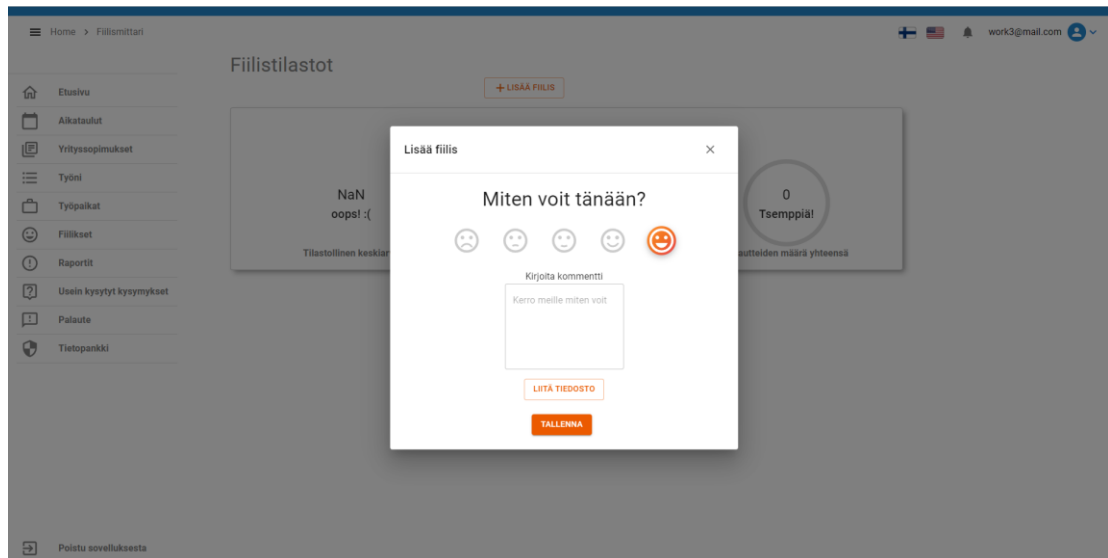 Home > Fiilismittari
work3@mail.com
Fiilistilastot
+ LISÄÄ FIILIS
Etusivu
Aikataulut
Yrityssopimukset
Työni
Työpaikat
Fiilikset
Raportit
Usein kysytyt kysymykset
Palaute
Tietopankki
Poistu sovelluksesta
NaN
oops! :(
Tilastollinen keskiar
Lisää fiilis
Miten voit tänään?
Kirjoita kommentti
Kerro meille miten voit
LIITÄ TIEDOSTO
TALLENNA
0
Tsemppiä!
autteiden määrä yhteensä